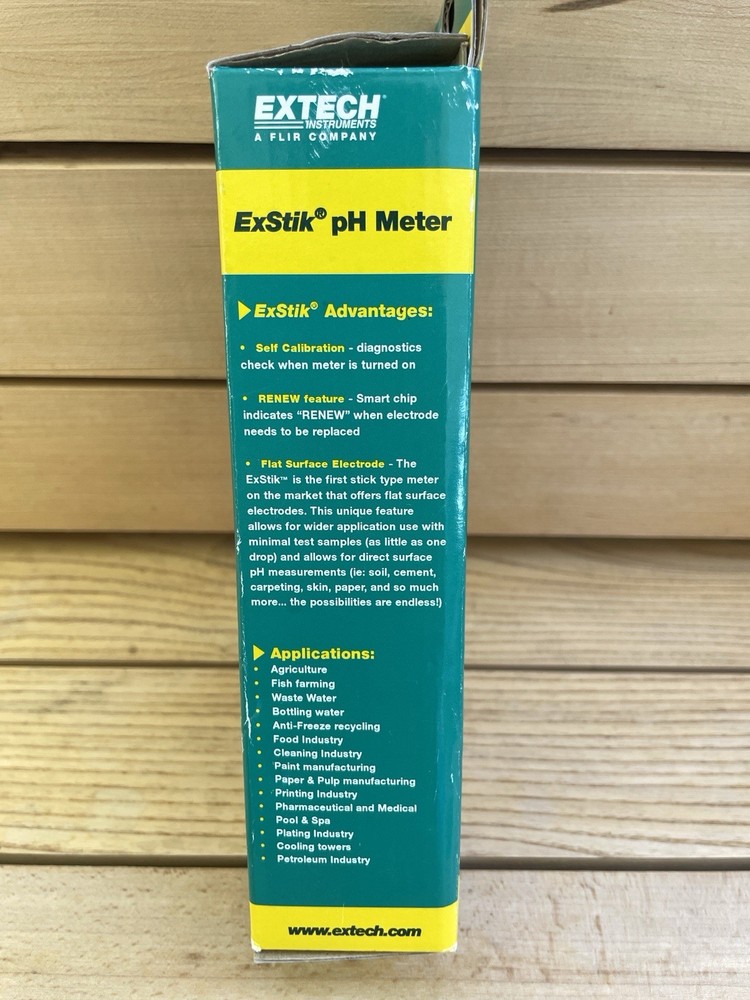 EXTECH®
INSTRUMENTS
A FLIR COMPANY
ExStik® pH Meter
ExStik® Advantages:
• Self Calibration - diagnostics
check when meter is turned on
• RENEW feature - Smart chip
indicates “RENEW” when electrode
needs to be replaced
• Flat Surface Electrode - The
ExStik™ is the first stick type meter
on the market that offers flat surface
electrodes. This unique feature
allows for wider application use with
minimal test samples (as little as one
drop) and allows for direct surface
pH measurements (ie: soil, cement,
carpeting, skin, paper, and so much
more... the possibilities are endless!)
Applications:
• Agriculture
• Fish farming
• Waste Water
• Bottling water
• Anti-Freeze recycling
• Food Industry
• Cleaning Industry
• Paint manufacturing
• Paper & Pulp manufacturing
• Printing Industry
• Pharmaceutical and Medical
• Pool & Spa
• Plating Industry
• Cooling towers
• Petroleum Industry
www.extech.com